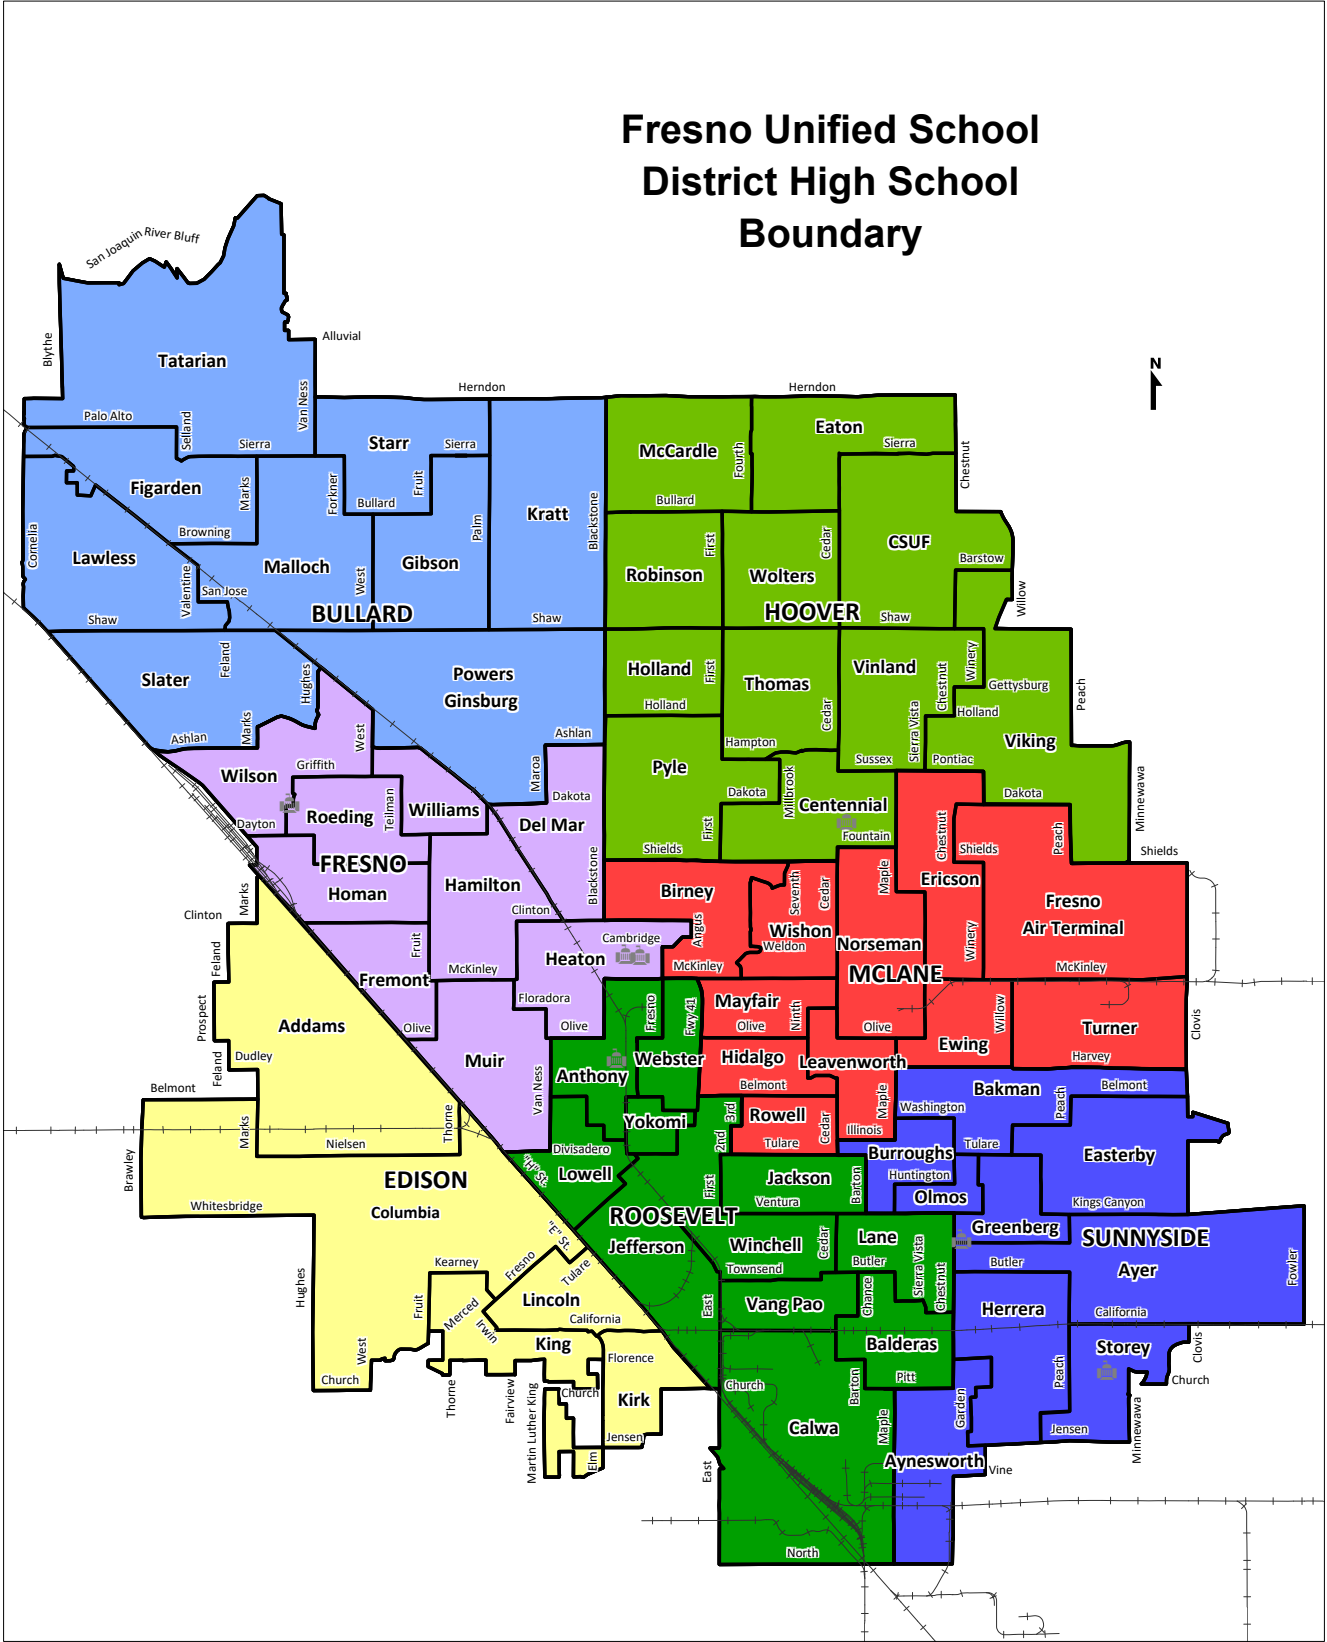 Fresno Unified School
District High School
Boundary
San Joaquin River Bluff
Blythe
Alluvial
Tatarian
N
Van Ness
Herndon
Herndon
Palo Alto
Selland
Sierra
Starr
Sierra
McCardle
Fourth
Eaton
Sierra
Chestnut
Figarden
Marks
Forkner
Bullard
Fruit
Bullard
Kratt
Blackstone
Palm
Cornelia
Browning
Lawless
Malloch
West
Gibson
First
Cedar
CSUF
Barstow
Valentine
San Jose
Robinson
Wolters
Willow
BULLARD
HOOVER
Shaw
Shaw
Shaw
Feland
Hughes
Slater
Powers
Ginsburg
Holland
First
Thomas
Vinland
Winery
Chestnut
Gettysburg
Peach
Holland
Cedar
Holland
Marks
Ashlan
West
Ashlan
Hampton
Sierra Vista
Viking
Sussex
Pontiac
Wilson
Griffith
Maroa
Pyle
Dakota
Millbrook
Centennial
Dakota
Dakota
Roeding
Teilman
Williams
Del Mar
First
Fountain
Dayton
Minnewawa
Chestnut
Shields
Peach
Shields
Shields
FRESNO
Homan
Hamilton
Blackstone
Birney
Seventh
Cedar
Maple
Ericson
Marks
Clinton
Clinton
Fresno
Air Terminal
Angus
Wishon
Weldon
Norseman
Winery
Fruit
Cambridge
Heaton
Feland
Fremont
McKinley
McKinley
MCLANE
McKinley
Prospect
Addams
Floradora
Fresno
Fwy 41
Mayfair
Ninth
Willow
Olive
Olive
Olive
Olive
Turner
Clovis
Feland
Dudley
Muir
Anthony
Webster
Hidalgo
Leavenworth
Ewing
Harvey
Belmont
Van Ness
Belmont
Maple
Bakman
Belmont
Peach
Marks
Nielsen
Thorne
Yokomi
3rd
2nd
Rowell
Tulare
Cedar
Illinois
Washington
Tulare
Brawley
Divisadero
Burroughs
Easterby
EDISON
"H" St.
Lowell
First
Jackson
Ventura
Barton
Huntington
Olmos
Kings Canyon
Whitesbridge
Columbia
ROOSEVELT
Jefferson
Winchell
Cedar
Lane
Greenberg
SUNNYSIDE
"E" St.
Hughes
Kearney
Fresno
Tulare
Townsend
Butler
Sierra Vista
Chestnut
Butler
Ayer
Fowler
Fruit
Merced
Irwin
Lincoln
California
East
Vang Pao
Chance
Herrera
California
West
King
Florence
Balderas
Storey
Clovis
Church
Thorne
Fairview
Martin Luther King
Church
Kirk
Church
Barton
Pitt
Peach
Church
Garden
Minnewawa
Calwa
Maple
Jensen
Jensen
Elm
East
Aynesworth
Vine
North